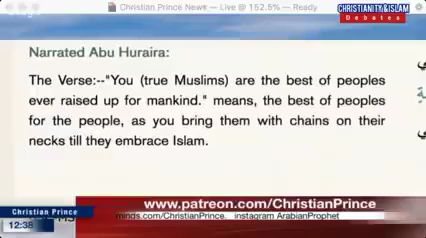 Christian Prince News — Live @ 152.5% — Ready
CHRISTIANITY & ISLAM
Debates
Narrated Abu Huraira:
The Verse:--"You (true Muslims) are the best of peoples
ever raised up for mankind." means, the best of peoples
for the people, as you bring them with chains on their
necks till they embrace Islam.
www.patreon.com/ChristianPrince
Christian Prince
minds.com/ChristianPrince. instagram ArabianProphet
12:36